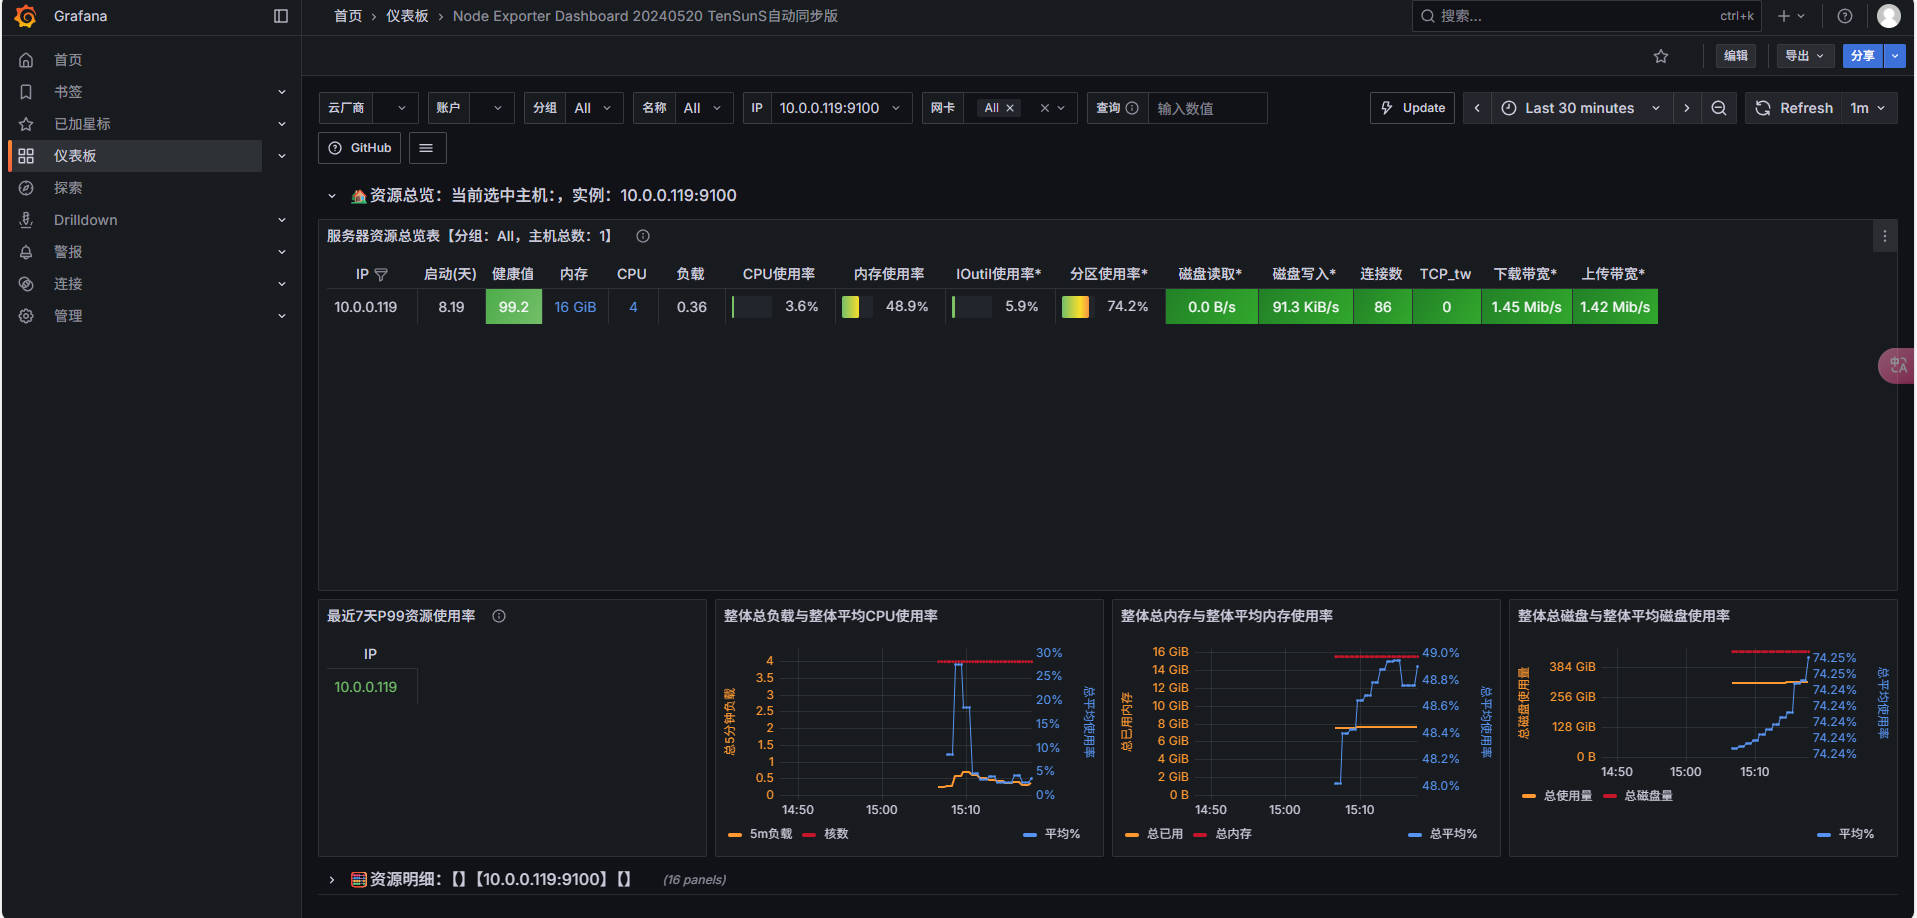 Grafana
首页 › 仪表板 › Node Exporter Dashboard 20240520 TenSunS自动同步版
搜索... ctrl+k
首页
书签
已加星标
仪表板
探索
Drilldown
警报
连接
管理
编辑 导出 分享
云厂商 账户 分组 All 名称 All IP 10.0.0.119:9100 网卡 All 查询 输入数值 Update Last 30 minutes Refresh 1m
GitHub
资源总览：当前选中主机：，实例：10.0.0.119:9100
服务器资源总览表【分组：All，主机总数：1】
IP 启动(天) 健康值 内存 CPU 负载 CPU使用率 内存使用率 IOutil使用率* 分区使用率* 磁盘读取* 磁盘写入* 连接数 TCP_tw 下载带宽* 上传带宽*
10.0.0.119 8.19 99.2 16 GiB 4 0.36 3.6% 48.9% 5.9% 74.2% 0.0 B/s 91.3 KiB/s 86 0 1.45 Mib/s 1.42 Mib/s
中A
最近7天P99资源使用率
IP
10.0.0.119
整体总负载与整体平均CPU使用率
总5分钟负载
4
3.5
3
2.5
2
1.5
1
0.5
0
30%
25%
20%
15%
10%
5%
0%
总平均使用率
14:50 15:00 15:10
5m负载 核数 平均%
整体总内存与整体平均内存使用率
总已用内存
16 GiB
14 GiB
12 GiB
10 GiB
8 GiB
6 GiB
4 GiB
2 GiB
0 B
49.0%
48.8%
48.6%
48.4%
48.2%
48.0%
总平均使用率
14:50 15:00 15:10
总已用 总内存 总平均%
整体总磁盘与整体平均磁盘使用率
总磁盘使用量
384 GiB
256 GiB
128 GiB
0 B
74.25%
74.25%
74.24%
74.24%
74.24%
74.24%
74.24%
总平均使用率
14:50 15:00 15:10
总使用量 总磁盘量
平均%
资源明细：【】【10.0.0.119:9100】【】 (16 panels)